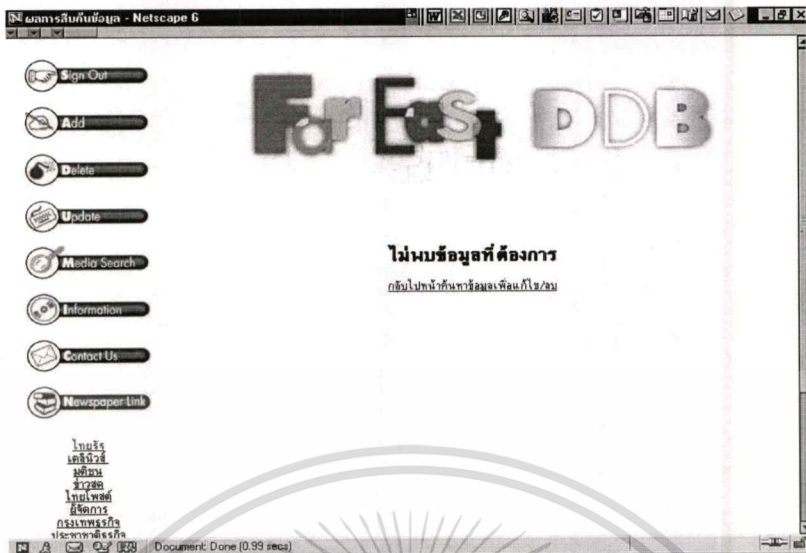 ผลการสืบค้นข้อมูล - Netscape 6
Sign Out
Add
Delete
Update
Media Search
Information
Contact Us
Newspaper Link
Far East DDB
ไม่พบข้อมูลที่ต้องการ
กลับไปหน้าค้นหาข้อมูลเพื่อแก้ไข/ลบ
ไทยรัฐ
เดลินิวส์
มติชน
ข่าวสด
ไทยโพสต์
ผู้จัดการ
กรุงเทพธุรกิจ
ประชาชาติธุรกิจ
Document: Done (0.99 secs)